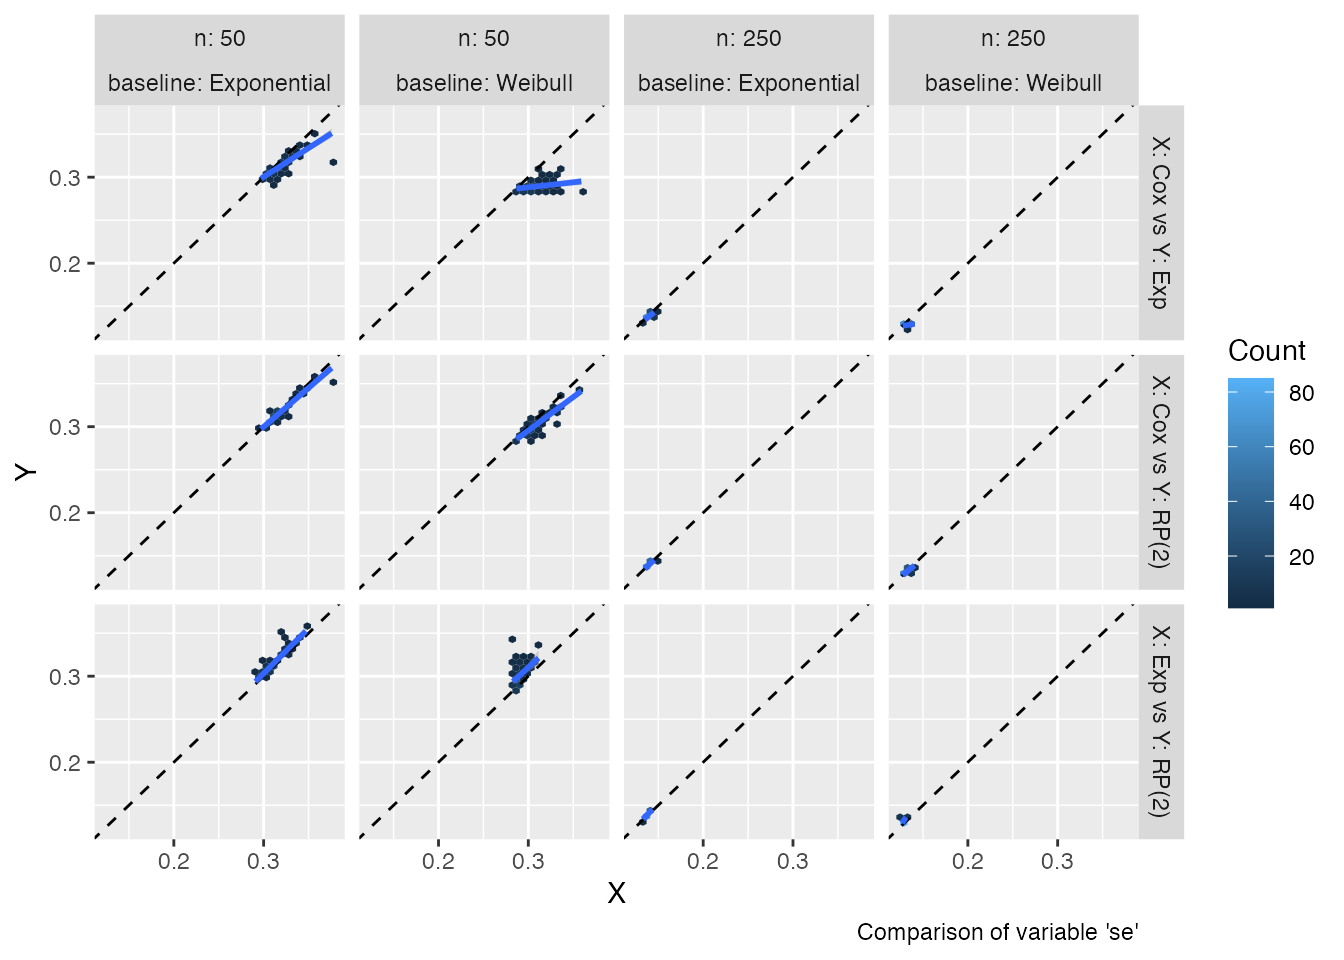 n: 50
n: 50
n: 250
n: 250
baseline: Exponential
baseline: Weibull
baseline: Exponential
baseline: Weibull
0.3
0.2
X: Cox vs Y: Exp
0.3
0.2
X: Cox vs Y: RP(2)
0.3
0.2
X: Exp vs Y: RP(2)
Y
0.2
0.3
0.2
0.3
0.2
0.3
0.2
0.3
X
Count
80
60
40
20
Comparison of variable 'se'